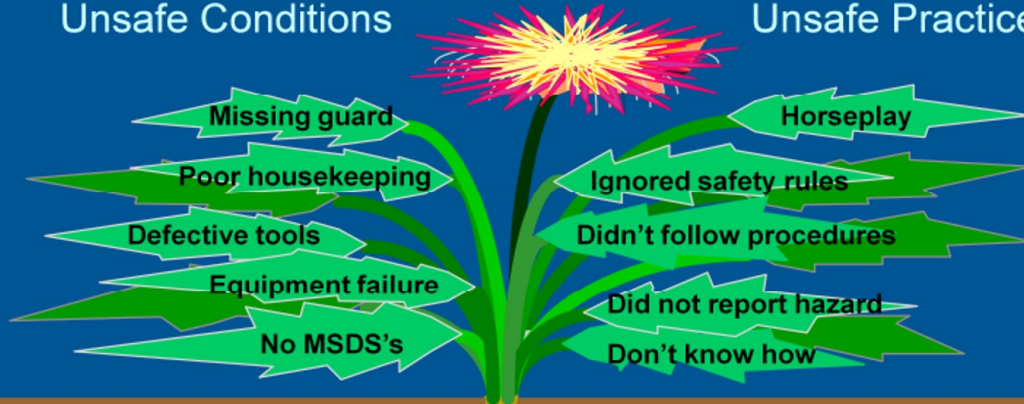 Unsafe Conditions
Unsafe Practice
Missing guard
Horseplay
Poor housekeeping
Ignored safety rules
Defective tools
Didn't follow procedures
Equipment failure
Did not report hazard
No MSDS's
Don't know how